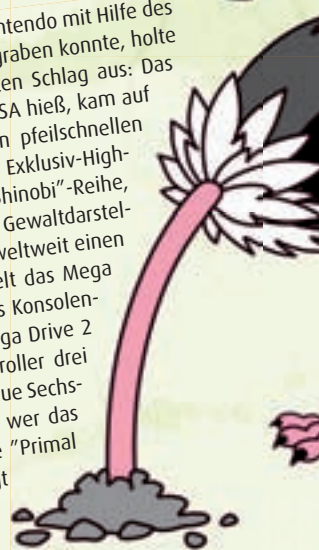 ntendo mit Hilfe des
graben konnte, holte
en Schlag aus: Das
SA hieß, kam auf
n pfeilschnellen
Exklusiv-High-
hinobi"-Reihe,
Gewaltdarstel-
weltweit einen
elt das Mega
s Konsolen-
ga Drive 2
roller drei
ue Sechs-
wer das
e "Primal
gt